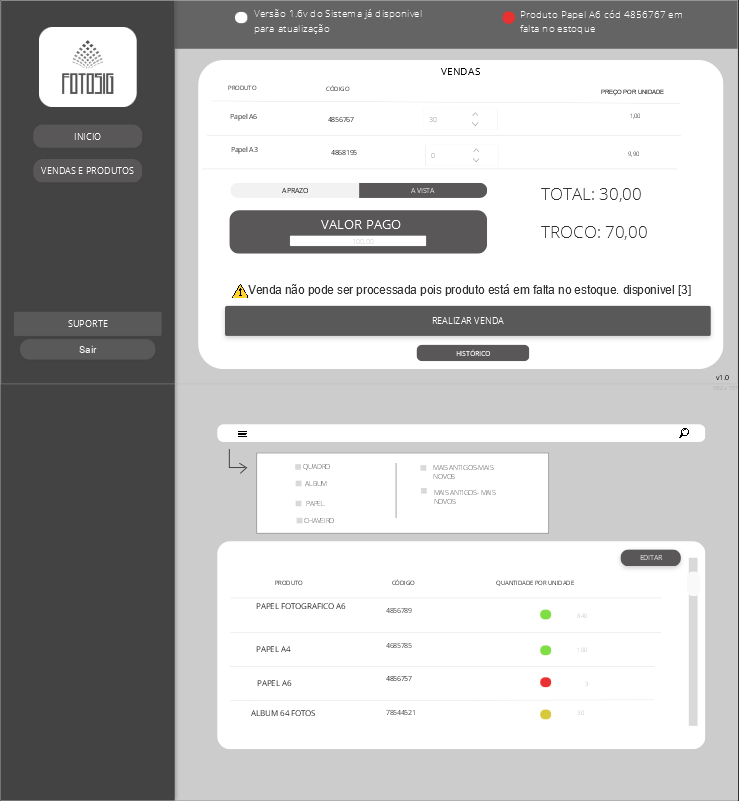 Versão 1.6v do Sistema já disponivel
para atualização
Produto Papel A6 cód 4856767 em
falta no estoque
FOTOSIG
INICIO
VENDAS E PRODUTOS
SUPORTE
Sair
VENDAS
PRODUTO CÓDIGO PREÇO POR UNIDADE
Papel A6 4856767 30 1,00
Papel A3 4868195 0 9,90
A PRAZO A VISTA
VALOR PAGO
100,00
TOTAL: 30,00
TROCO: 70,00
Venda não pode ser processada pois produto está em falta no estoque. disponivel [3]
REALIZAR VENDA
HISTÓRICO
v1.0
QUADRO
ALBUM
PAPEL
CHAVEIRO
MAIS ANTIGOS-MAIS
NOVOS
MAIS ANTIGOS - MAIS
NOVOS
EDITAR
PRODUTO CÓDIGO QUANTIDADE POR UNIDADE
PAPEL FOTOGRAFICO A6 4856789
PAPEL A4 4685785 100
PAPEL A6 4856757 3
ALBUM 64 FOTOS 78544521 50